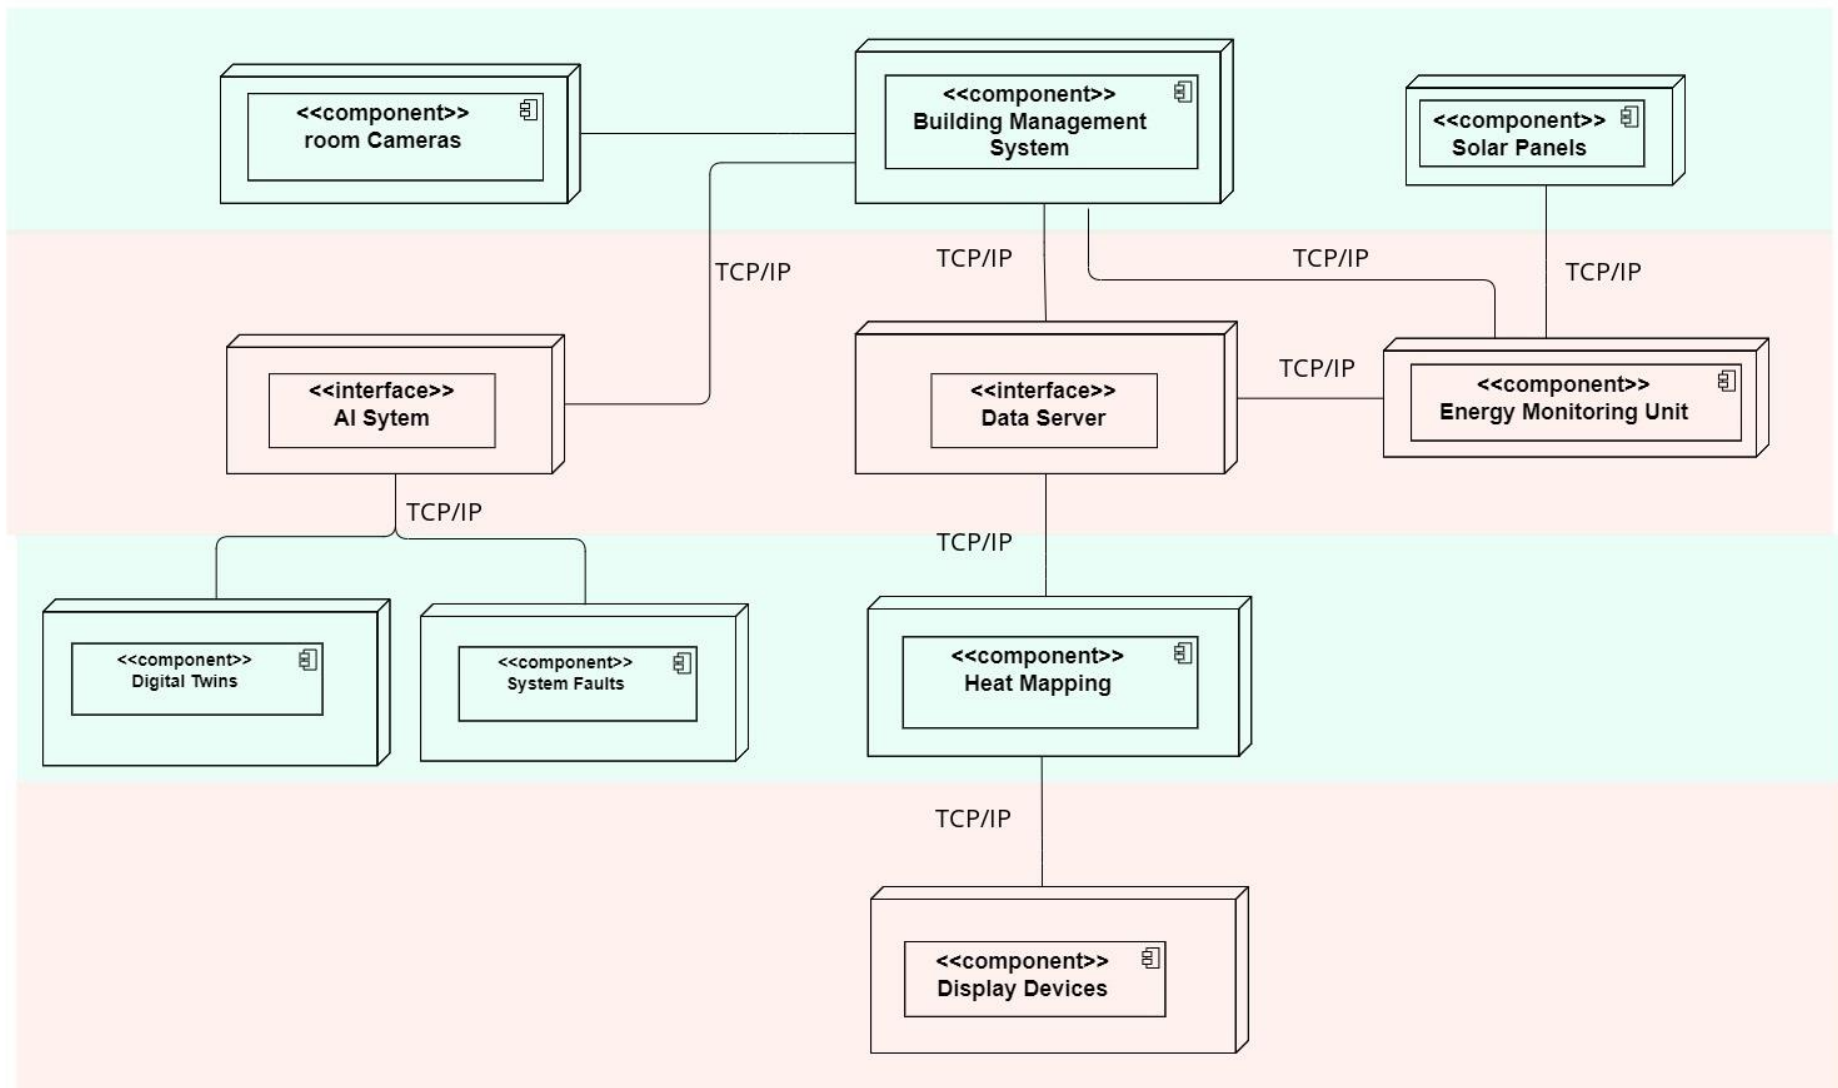 <<component>>
room Cameras
<<component>>
Building Management
System
<<component>>
Solar Panels
TCP/IP
TCP/IP
TCP/IP
TCP/IP
<<interface>>
AI Sytem
<<interface>>
Data Server
TCP/IP
<<component>>
Energy Monitoring Unit
TCP/IP
TCP/IP
<<component>>
Digital Twins
<<component>>
System Faults
<<component>>
Heat Mapping
TCP/IP
<<component>>
Display Devices